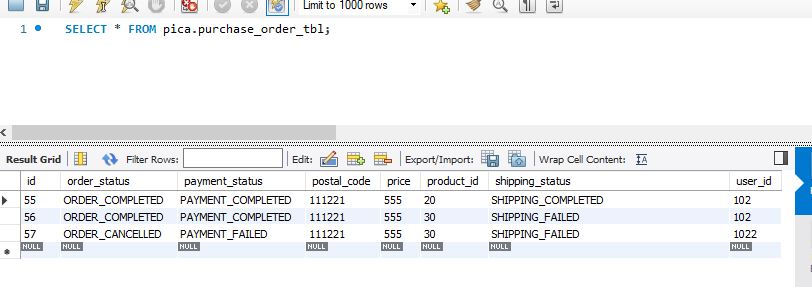 Limit to 1000 rows
1 SELECT * FROM pica.purchase_order_tbl;
Result Grid Filter Rows: Edit: Export/Import: Wrap Cell Content: IA
id order_status payment_status postal_code price product_id shipping_status user_id
55 ORDER_COMPLETED PAYMENT_COMPLETED 111221 555 20 SHIPPING_COMPLETED 102
56 ORDER_COMPLETED PAYMENT_COMPLETED 111221 555 30 SHIPPING_FAILED 102
57 ORDER_CANCELLED PAYMENT_FAILED 111221 555 30 SHIPPING_FAILED 1022
NULL NULL NULL NULL NULL NULL NULL NULL